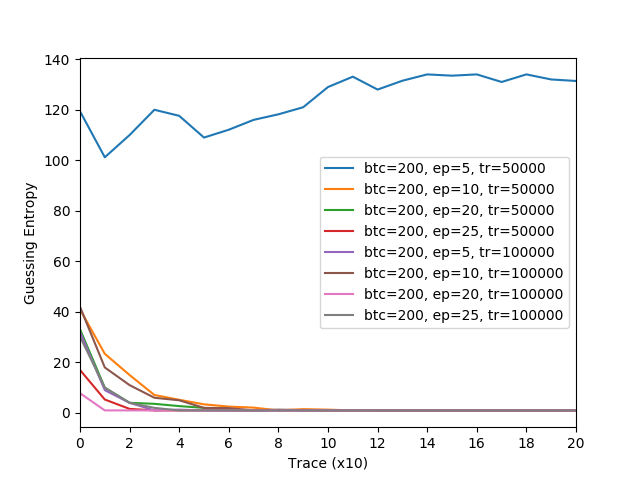 140
120
100
80
60
40
20
0
Guessing Entropy
btc=200, ep=5, tr=50000
btc=200, ep=10, tr=50000
btc=200, ep=20, tr=50000
btc=200, ep=25, tr=50000
btc=200, ep=5, tr=100000
btc=200, ep=10, tr=100000
btc=200, ep=20, tr=100000
btc=200, ep=25, tr=100000
0 2 4 6 8 10 12 14 16 18 20
Trace (x10)